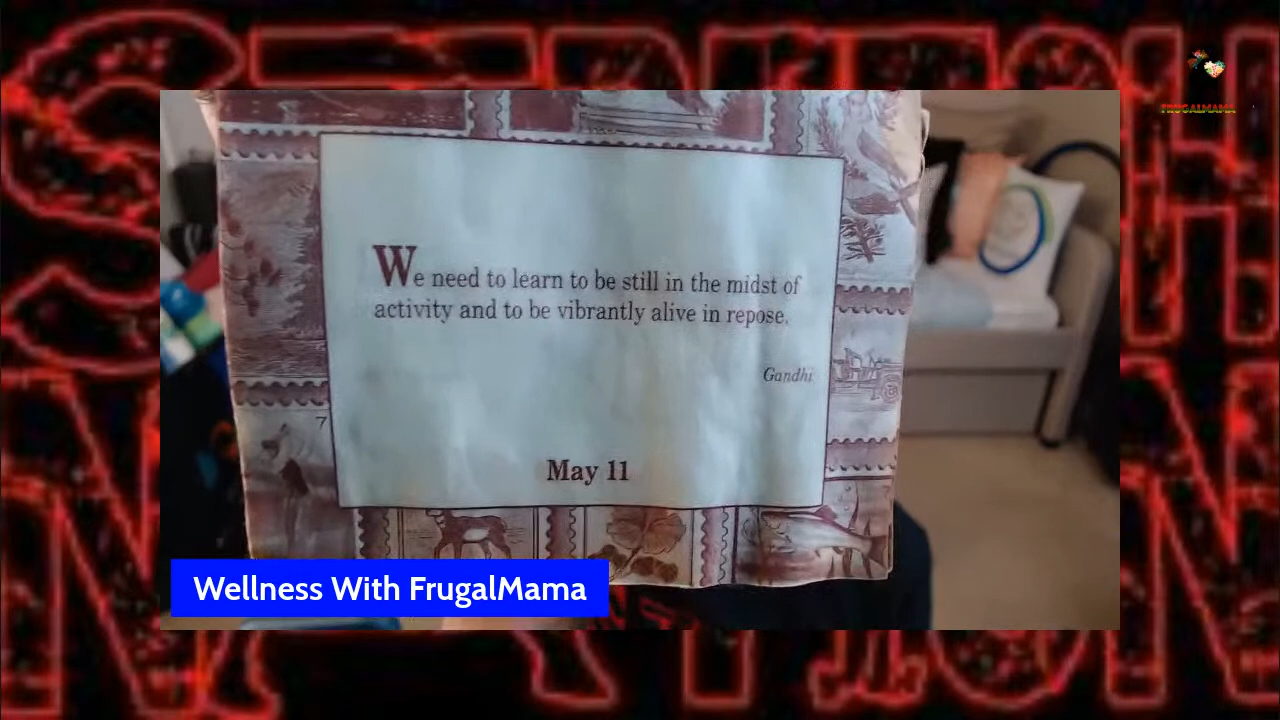 FRUGALMAMA
We need to learn to be still in the midst of
activity and to be vibrantly alive in repose.
Gandhi
7
May 11
Wellness With FrugalMama